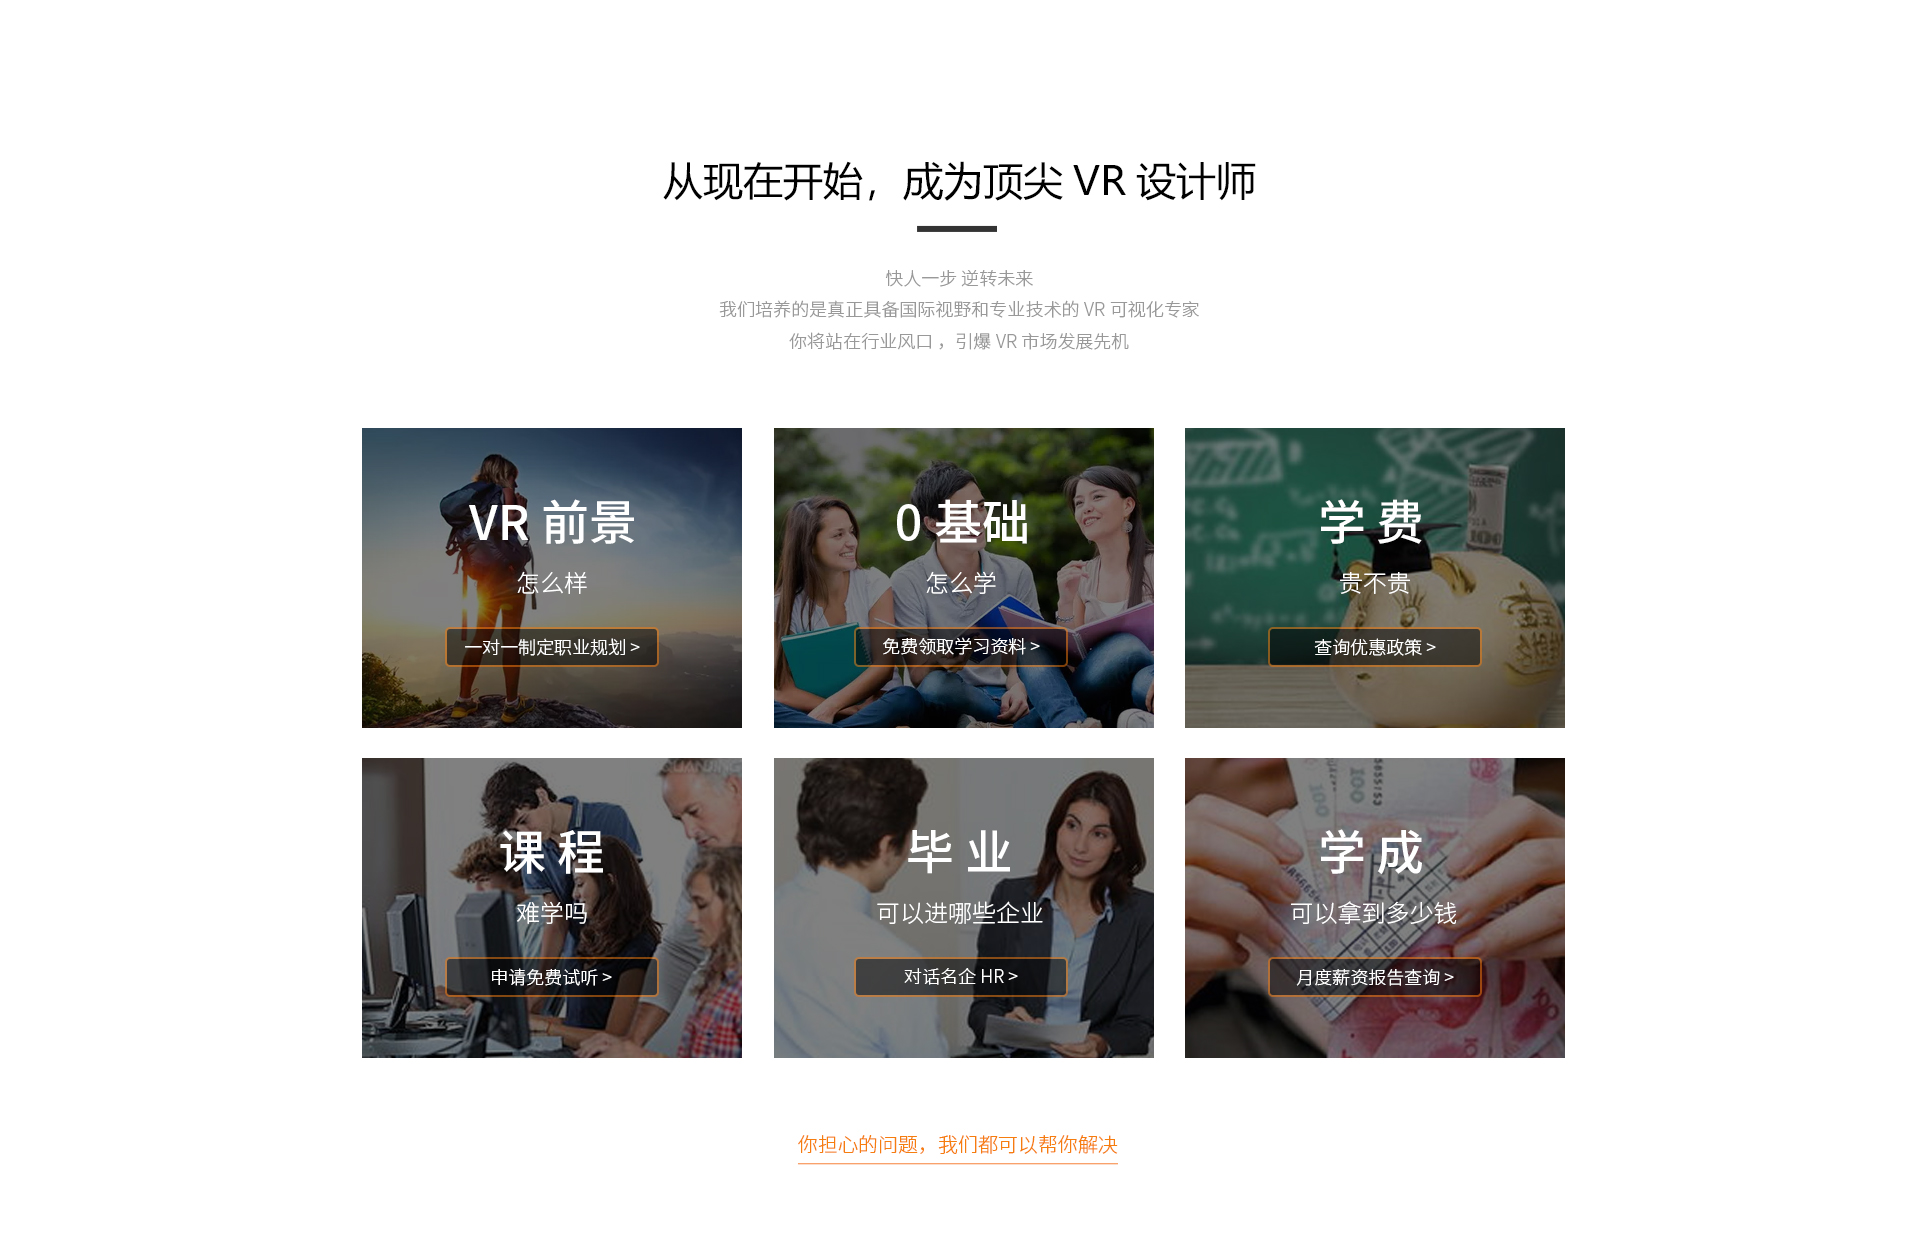 从现在开始，成为顶尖 VR 设计师
快人一步 逆转未来
我们培养的是真正具备国际视野和专业技术的 VR 可视化专家
你将站在行业风口 ，引爆 VR 市场发展先机
VR 前景
怎么样
一对一制定职业规划 >
0 基础
怎么学
免费领取学习资料 >
学 费
贵不贵
查询优惠政策 >
课 程
难学吗
申请免费试听 >
毕 业
可以进哪些企业
对话名企 HR >
学 成
可以拿到多少钱
月度薪资报告查询 >
你担心的问题，我们都可以帮你解决